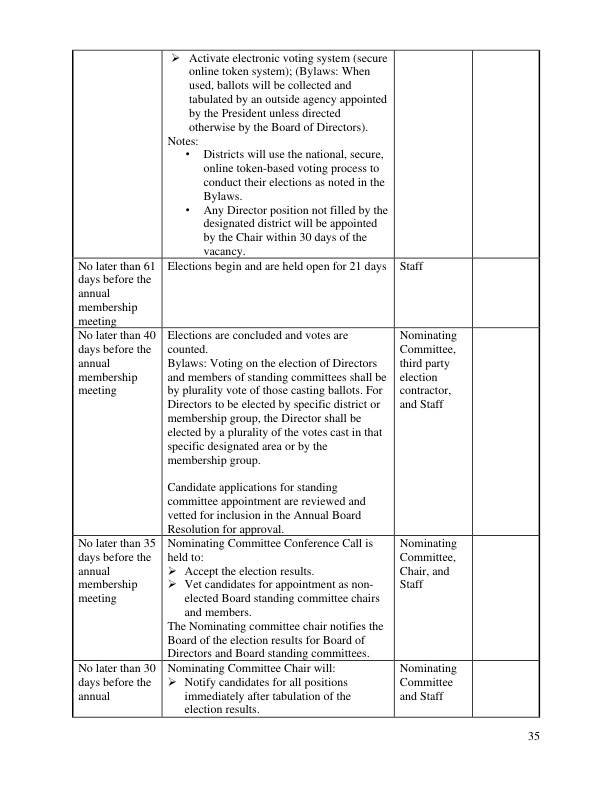 ➢ Activate electronic voting system (secure
online token system); (Bylaws: When
used, ballots will be collected and
tabulated by an outside agency appointed
by the President unless directed
otherwise by the Board of Directors).
Notes:
• Districts will use the national, secure,
online token-based voting process to
conduct their elections as noted in the
Bylaws.
• Any Director position not filled by the
designated district will be appointed
by the Chair within 30 days of the
vacancy.
No later than 61
days before the
annual
membership
meeting
Elections begin and are held open for 21 days
Staff
No later than 40
days before the
annual
membership
meeting
Elections are concluded and votes are
counted.
Bylaws: Voting on the election of Directors
and members of standing committees shall be
by plurality vote of those casting ballots. For
Directors to be elected by specific district or
membership group, the Director shall be
elected by a plurality of the votes cast in that
specific designated area or by the
membership group.
Candidate applications for standing
committee appointment are reviewed and
vetted for inclusion in the Annual Board
Resolution for approval.
Nominating
Committee,
third party
election
contractor,
and Staff
No later than 35
days before the
annual
membership
meeting
Nominating Committee Conference Call is
held to:
➢ Accept the election results.
➢ Vet candidates for appointment as non-
elected Board standing committee chairs
and members.
The Nominating committee chair notifies the
Board of the election results for Board of
Directors and Board standing committees.
Nominating
Committee,
Chair, and
Staff
No later than 30
days before the
annual
Nominating Committee Chair will:
➢ Notify candidates for all positions
immediately after tabulation of the
election results.
Nominating
Committee
and Staff
35